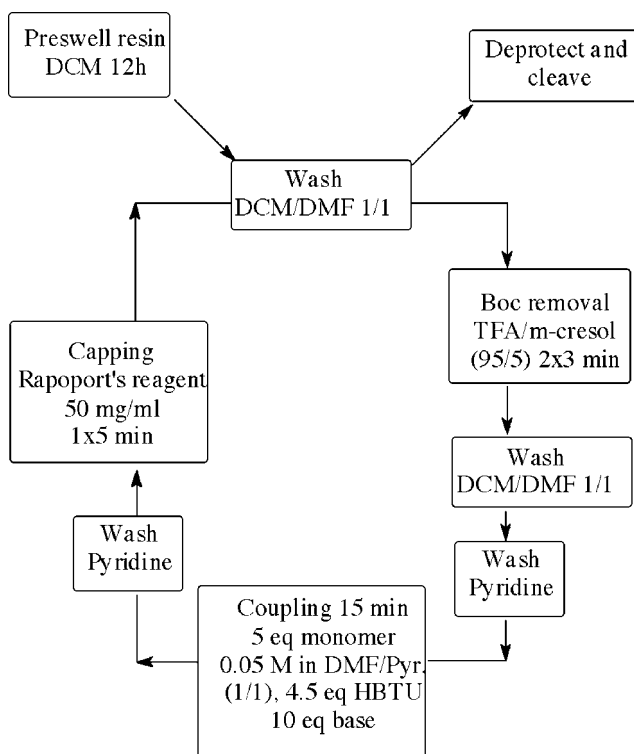 Preswell resin
DCM 12h
Deprotect and
cleave
Wash
DCM/DMF 1/1
Boc removal
TFA/m-cresol
(95/5) 2x3 min
Wash
DCM/DMF 1/1
Wash
Pyridine
Coupling 15 min
5 eq monomer
0.05 M in DMF/Pyr.
(1/1), 4.5 eq HBTU
10 eq base
Wash
Pyridine
Capping
Rapoport's reagent
50 mg/ml
1x5 min